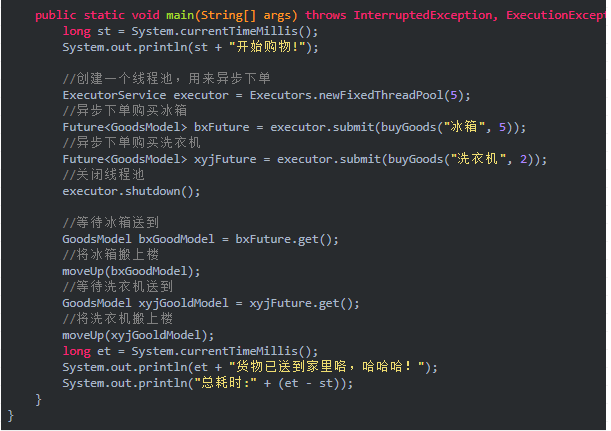 public static void main(String[] args) throws InterruptedException, ExecutionExcep
long st = System.currentTimeMillis();
System.out.println(st + "开始购物!");
//创建一个线程池，用来异步下单
ExecutorService executor = Executors.newFixedThreadPool(5);
//异步下单购买冰箱
Future<GoodsModel> bxFuture = executor.submit(buyGoods("冰箱", 5));
//异步下单购买洗衣机
Future<GoodsModel> xyjFuture = executor.submit(buyGoods("洗衣机", 2));
//关闭线程池
executor.shutdown();
//等待冰箱送到
GoodsModel bxGoodModel = bxFuture.get();
//将冰箱搬上楼
moveUp(bxGoodModel);
//等待洗衣机送到
GoodsModel xyjGooldModel = xyjFuture.get();
//将洗衣机搬上楼
moveUp(xyjGooldModel);
long et = System.currentTimeMillis();
System.out.println(et + "货物已送到家里咯，哈哈哈！");
System.out.println("总耗时:" + (et - st));
}
}